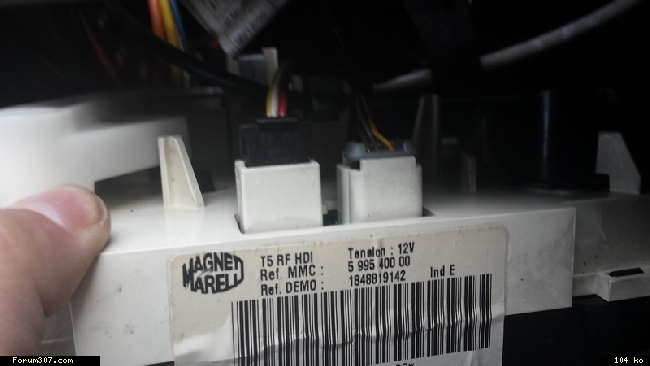 MAGNETI
MARELLI
T5 RF HDI
Tension : 12V
Ref. MMC :
5 995 400 00
Ref. DEMO :
1848819142
Ind E
Forum307.com
104 ko